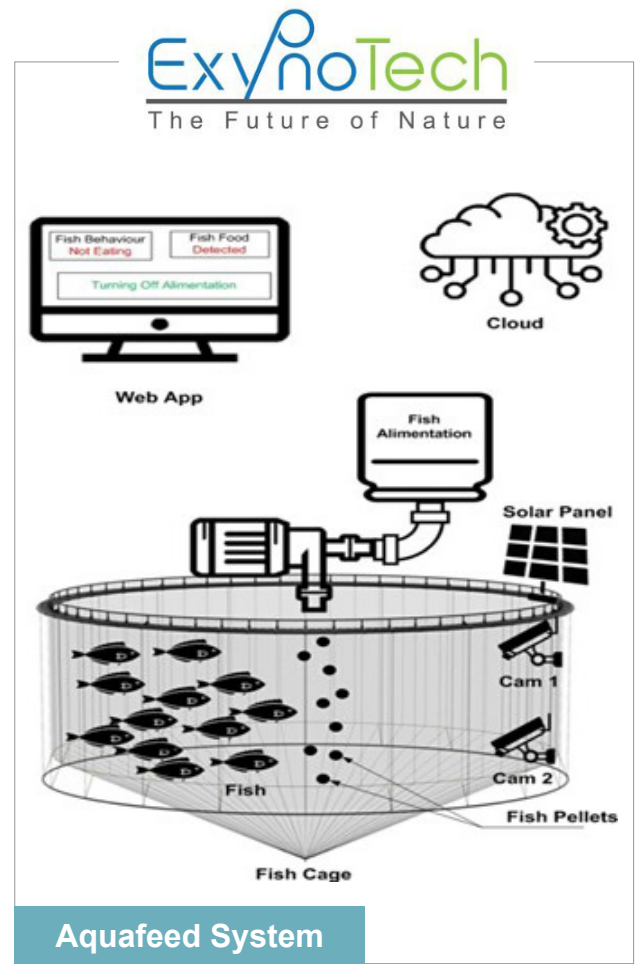 ExynoTech
The Future of Nature
Fish Behaviour
Not Eating
Fish Food
Detected
Turning Off Alimentation
Web App
Cloud
Fish
Alimentation
Solar Panel
Cam 1
Cam 2
Fish
Fish Pellets
Fish Cage
Aquafeed System